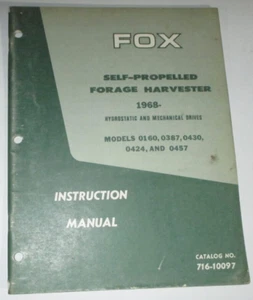 FOX
SELF-PROPELLED
FORAGE HARVESTER
1968-
HYDROSTATIC AND MECHANICAL DRIVES
MODELS 0160, 0387, 0430,
0424, AND 0457
INSTRUCTION
MANUAL
CATALOG NO.
716-10097